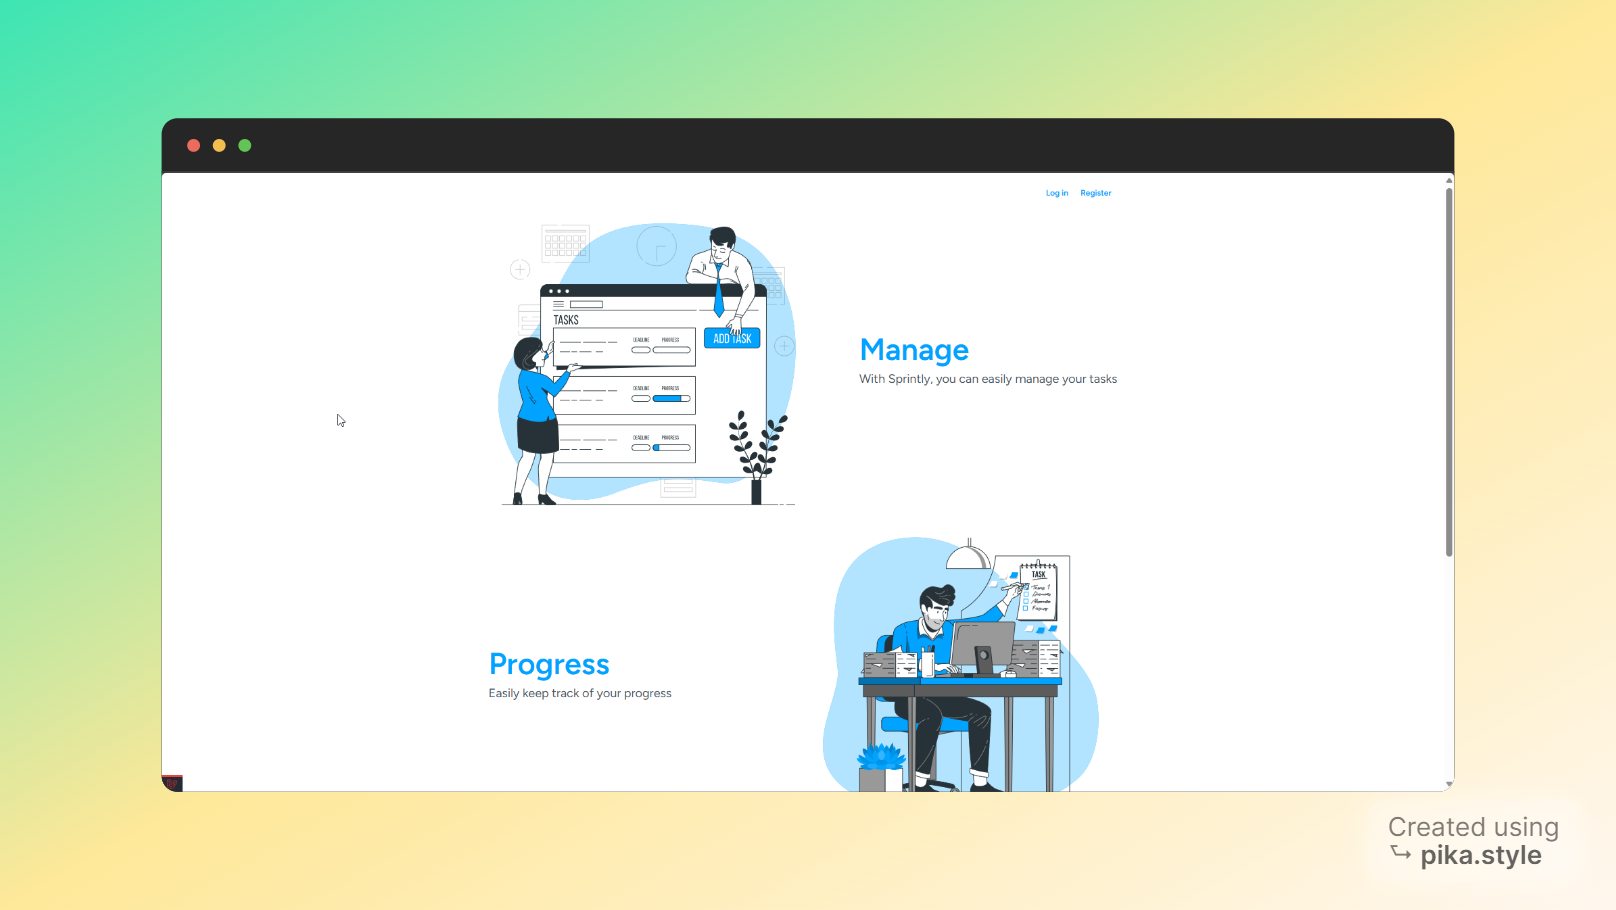 Log in Register
TASKS
DEADLINE PROGRESS
ADD TASK
DEADLINE PROGRESS
DEADLINE PROGRESS
Manage
With Sprintly, you can easily manage your tasks
TASK
Progress
Easily keep track of your progress
Created using
pika.style